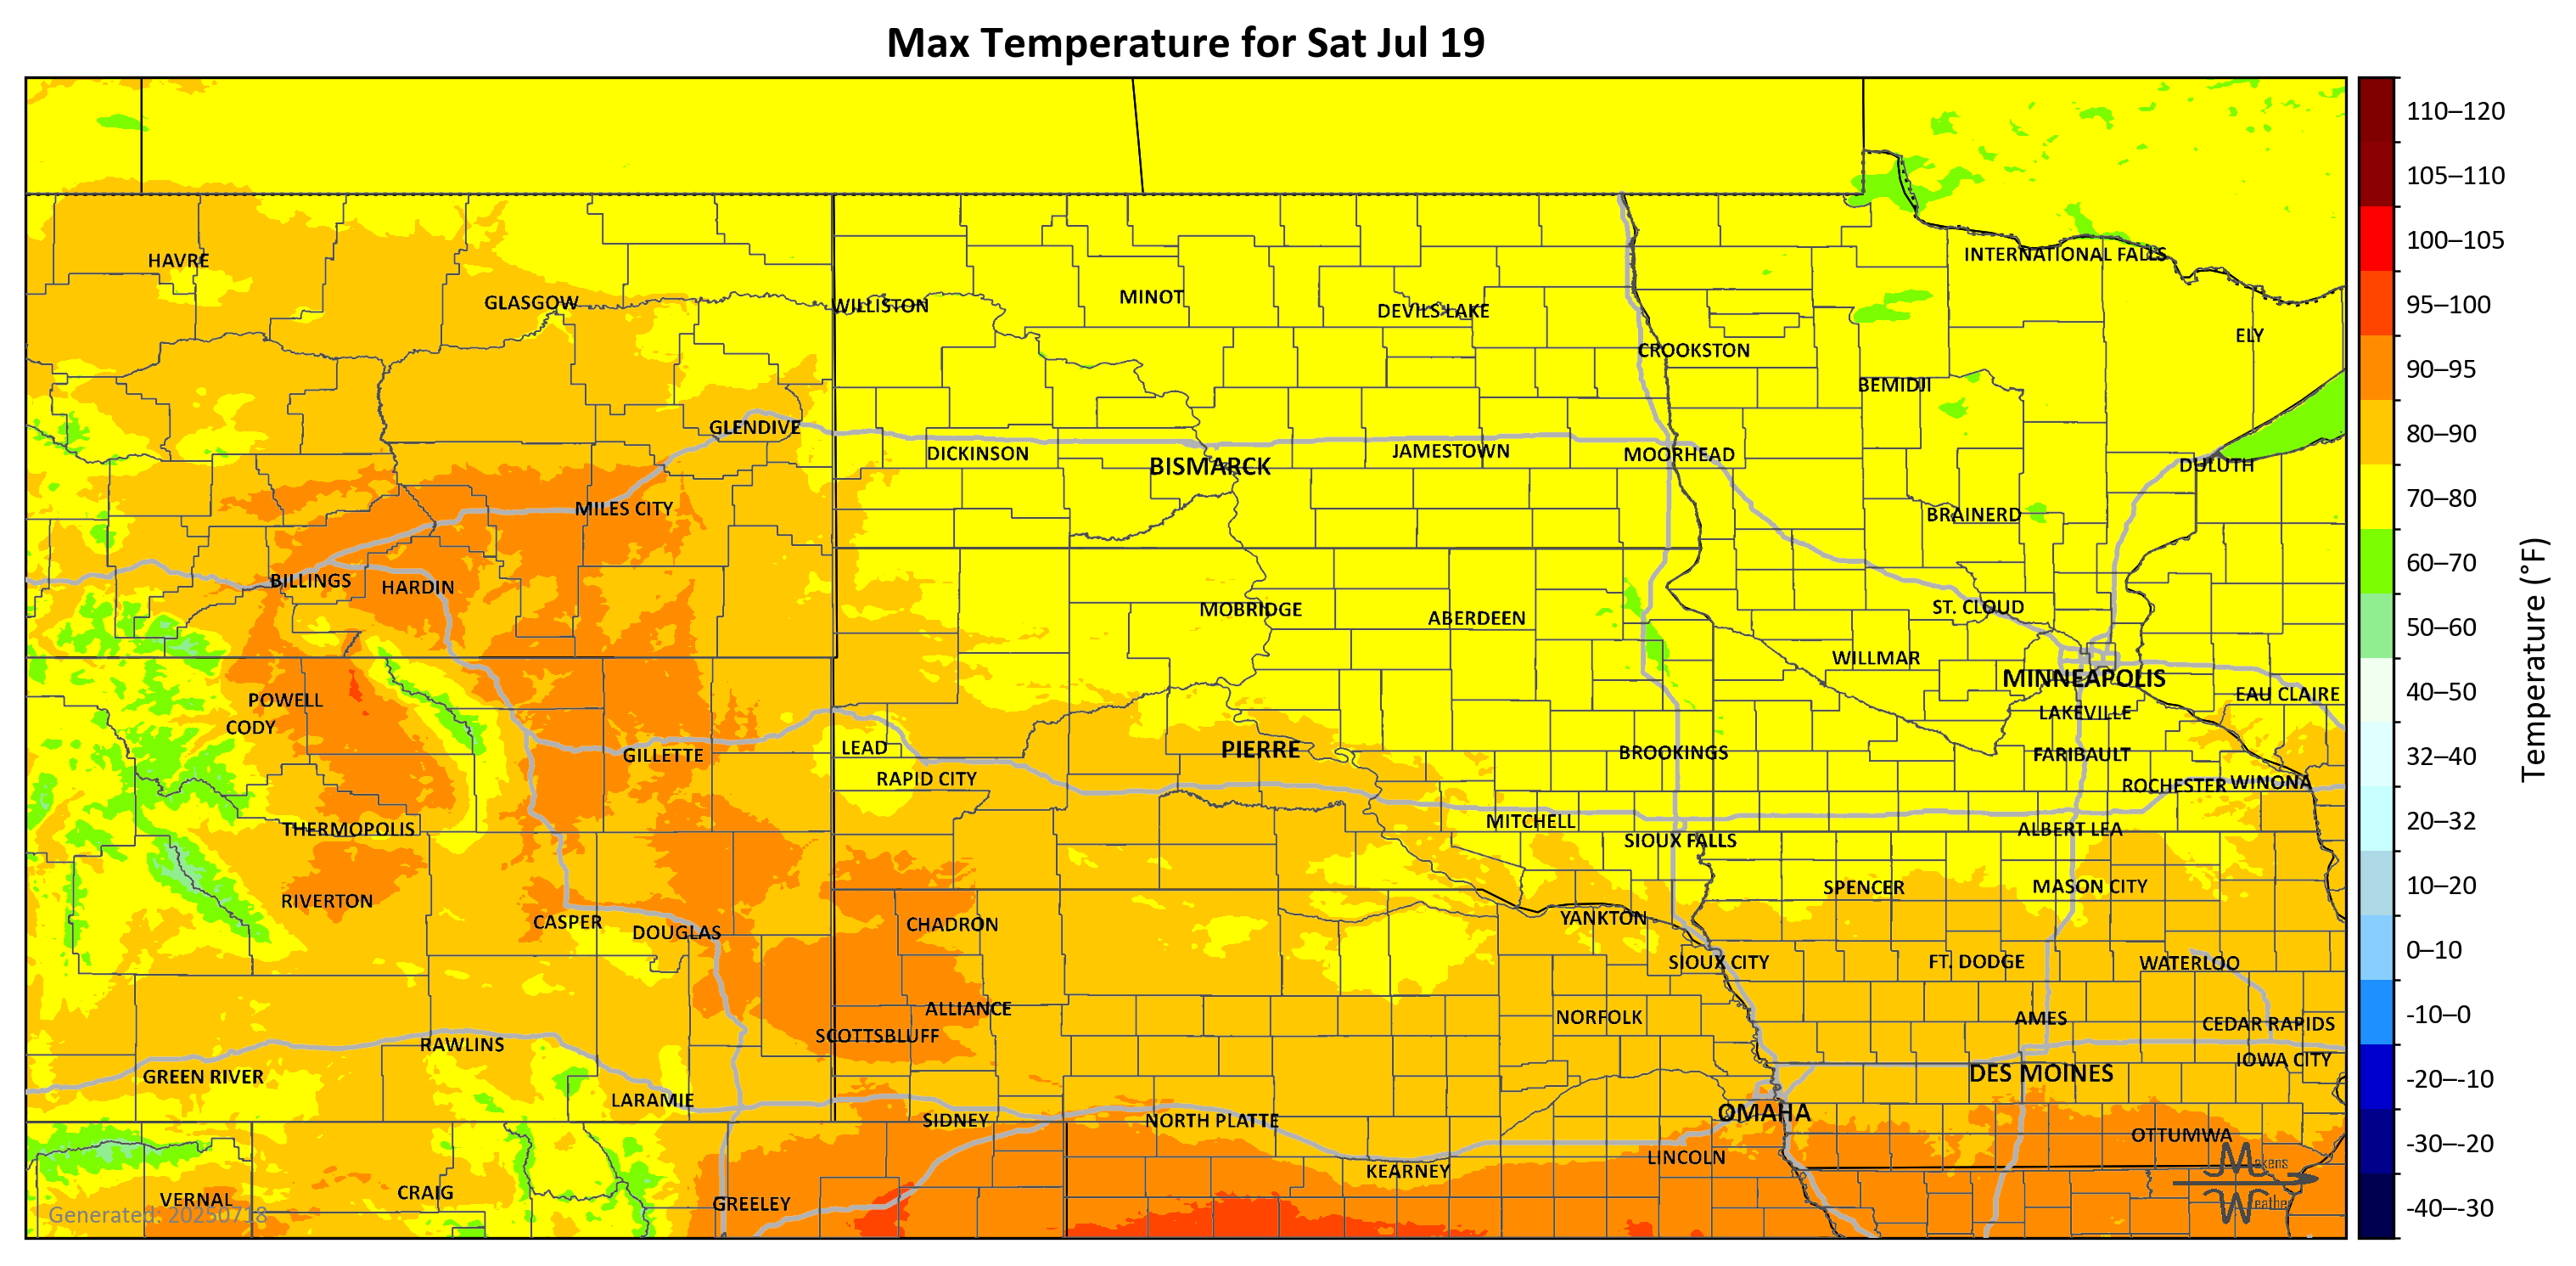 Max Temperature for Sat Jul 19
110–120
105–110
100–105
95–100
90–95
80–90
70–80
60–70
50–60
40–50
32–40
20–32
10–20
0–10
-10–0
-20–-10
-30–-20
-40–-30
Temperature (°F)
INTERNATIONAL FALLS
HAVRE
GLASGOW
WILLISTON
MINOT
DEVILS LAKE
ELY
CROOKSTON
BEMIDJI
GLENDIVE
DICKINSON
BISMARCK
JAMESTOWN
MOORHEAD
DULUTH
MILES CITY
BRAINERD
BILLINGS
HARDIN
MOBRIDGE
ABERDEEN
ST. CLOUD
WILLMAR
MINNEAPOLIS
EAU CLAIRE
POWELL
CODY
LAKEVILLE
GILLETTE
LEAD
PIERRE
BROOKINGS
FARIBAULT
RAPID CITY
ROCHESTER
WINONA
THERMOPOLIS
MITCHELL
SIOUX FALLS
ALBERT LEA
RIVERTON
SPENCER
MASON CITY
CASPER
DOUGLAS
CHADRON
YANKTON
SIOUX CITY
FT. DODGE
WATERLOO
ALLIANCE
NORFOLK
AMES
CEDAR RAPIDS
SCOTTSBLUFF
RAWLINS
IOWA CITY
GREEN RIVER
DES MOINES
LARAMIE
SIDNEY
NORTH PLATTE
OMAHA
OTTUMWA
LINCOLN
KEARNEY
VERNAL
CRAIG
GREELEY
Makens
Weather
Generated: 20250718